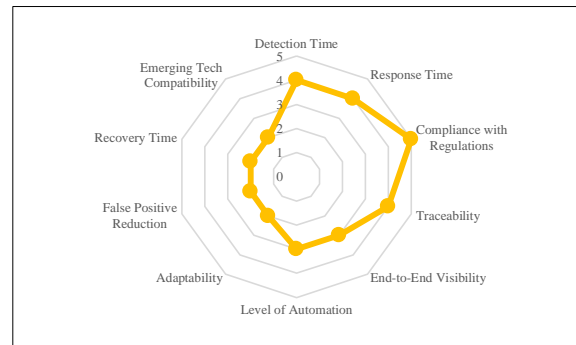 Detection Time
Response Time
Compliance with
Regulations
Traceability
End-to-End Visibility
Level of Automation
Adaptability
False Positive
Reduction
Recovery Time
Emerging Tech
Compatibility
5
4
3
2
1
0